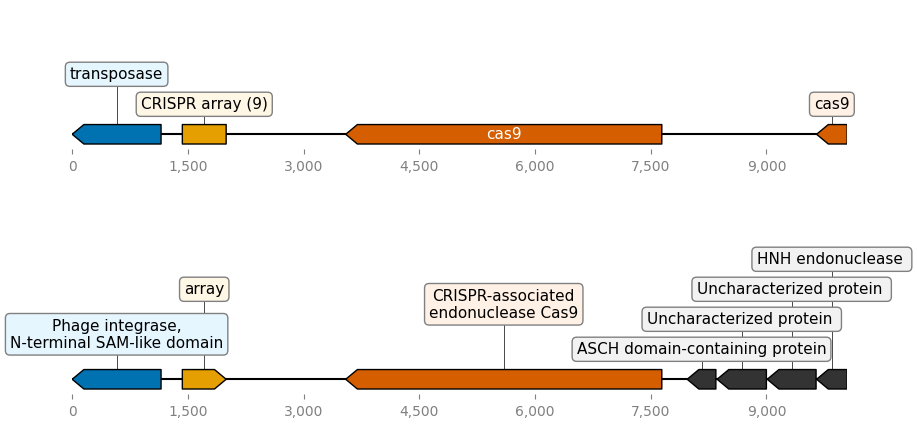 transposase
CRISPR array (9)
cas9
cas9
0 1,500 3,000 4,500 6,000 7,500 9,000
HNH endonuclease
array
Uncharacterized protein
CRISPR-associated
endonuclease Cas9
Uncharacterized protein
Phage integrase,
N-terminal SAM-like domain
ASCH domain-containing protein
0 1,500 3,000 4,500 6,000 7,500 9,000